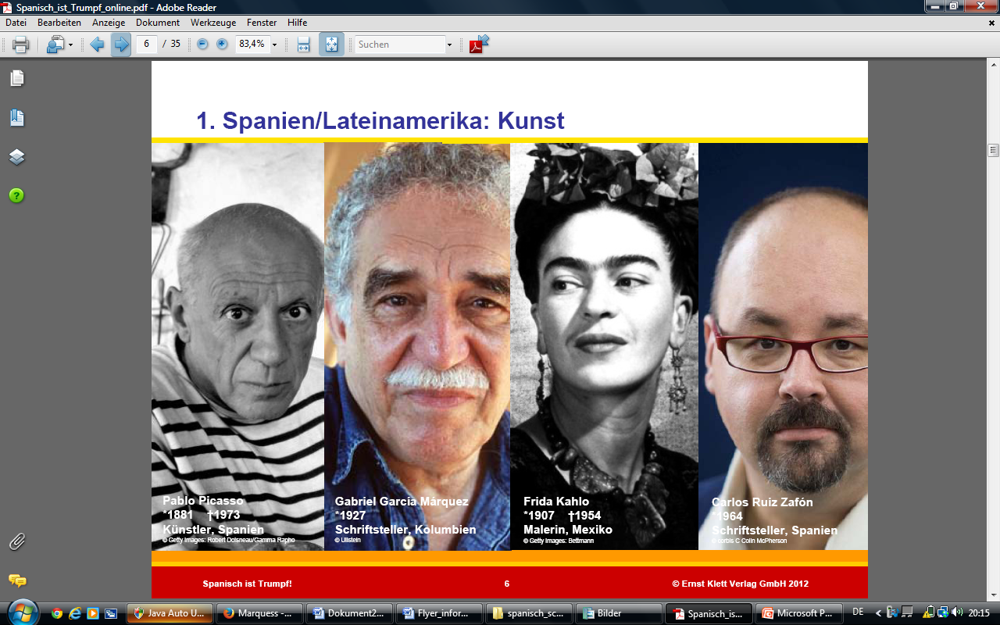 Spanisch_ist_Trumpf_online.pdf - Adobe Reader
Datei Bearbeiten Anzeige Dokument Werkzeuge Fenster Hilfe
6 / 35 83,4% Suchen
1. Spanien/Lateinamerika: Kunst
Pablo Picasso
*1881 †1973
Künstler, Spanien
© Getty Images: Robert Doisneau/Gamma Rapho
Gabriel García Márquez
*1927
Schriftsteller, Kolumbien
© Ullstein
Frida Kahlo
*1907 †1954
Malerin, Mexiko
© Getty Images: Bettmann
Carlos Ruiz Zafón
*1964
Schriftsteller, Spanien
© corbis C Colin McPherson
Spanisch ist Trumpf! 6 © Ernst Klett Verlag GmbH 2012
Java Auto U... Marquess -... Dokument2... Flyer_infor... spanisch_sc... Bilder Spanisch_is... Microsoft P... DE 20:15